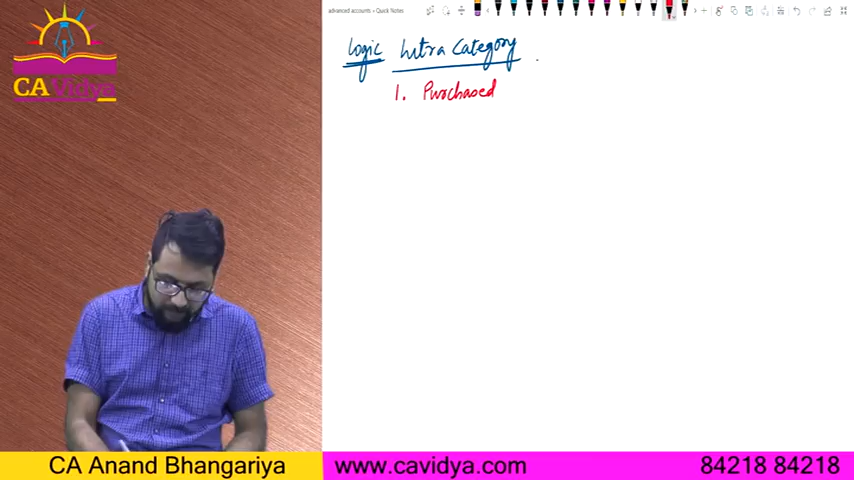 advanced accounts » Quick Notes
Logic Intra Category
1. Purchased
CA Vidya
CA Anand Bhangariya
www.cavidya.com
84218 84218